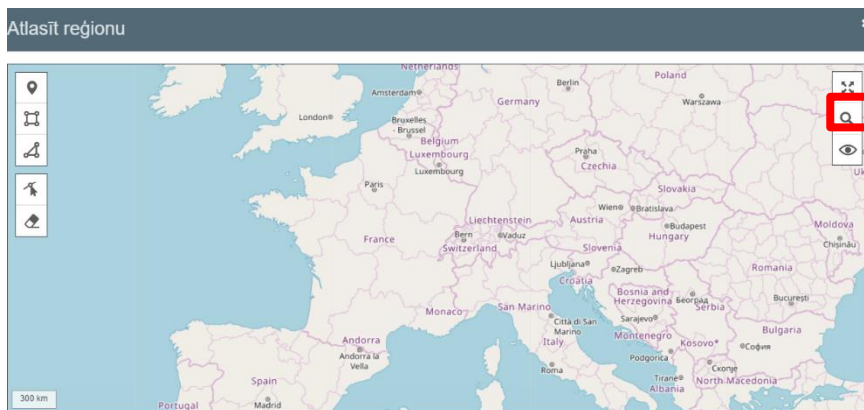 Atlasīt reģionu
Netherlands
Amsterdam
Berlin
Poland
Warszawa
Germany
London
Bruxelles
- Brussel
Belgium
Luxembourg
Luxembourg
Praha
Czechia
Paris
Slovakia
Wien
Bratislava
Liechtenstein
Austria
Budapest
Moldova
Bern
Vaduz
Hungary
Chișinău
France
Switzerland
Slovenia
Ljubljana
Zagreb
Romania
Croatia
Bosnia and
Herzegovina
Београд
Serbia
București
Monaco
San Marino
Città di San
Marino
Sarajevo
Italy
Montenegro
Kosovo*
Bulgaria
София
Andorra
Andorra la
Vella
Podgorica
Roma
Скопје
Spain
Tiranë
North Macedonia
Albania
300 km
Portugal
Madrid